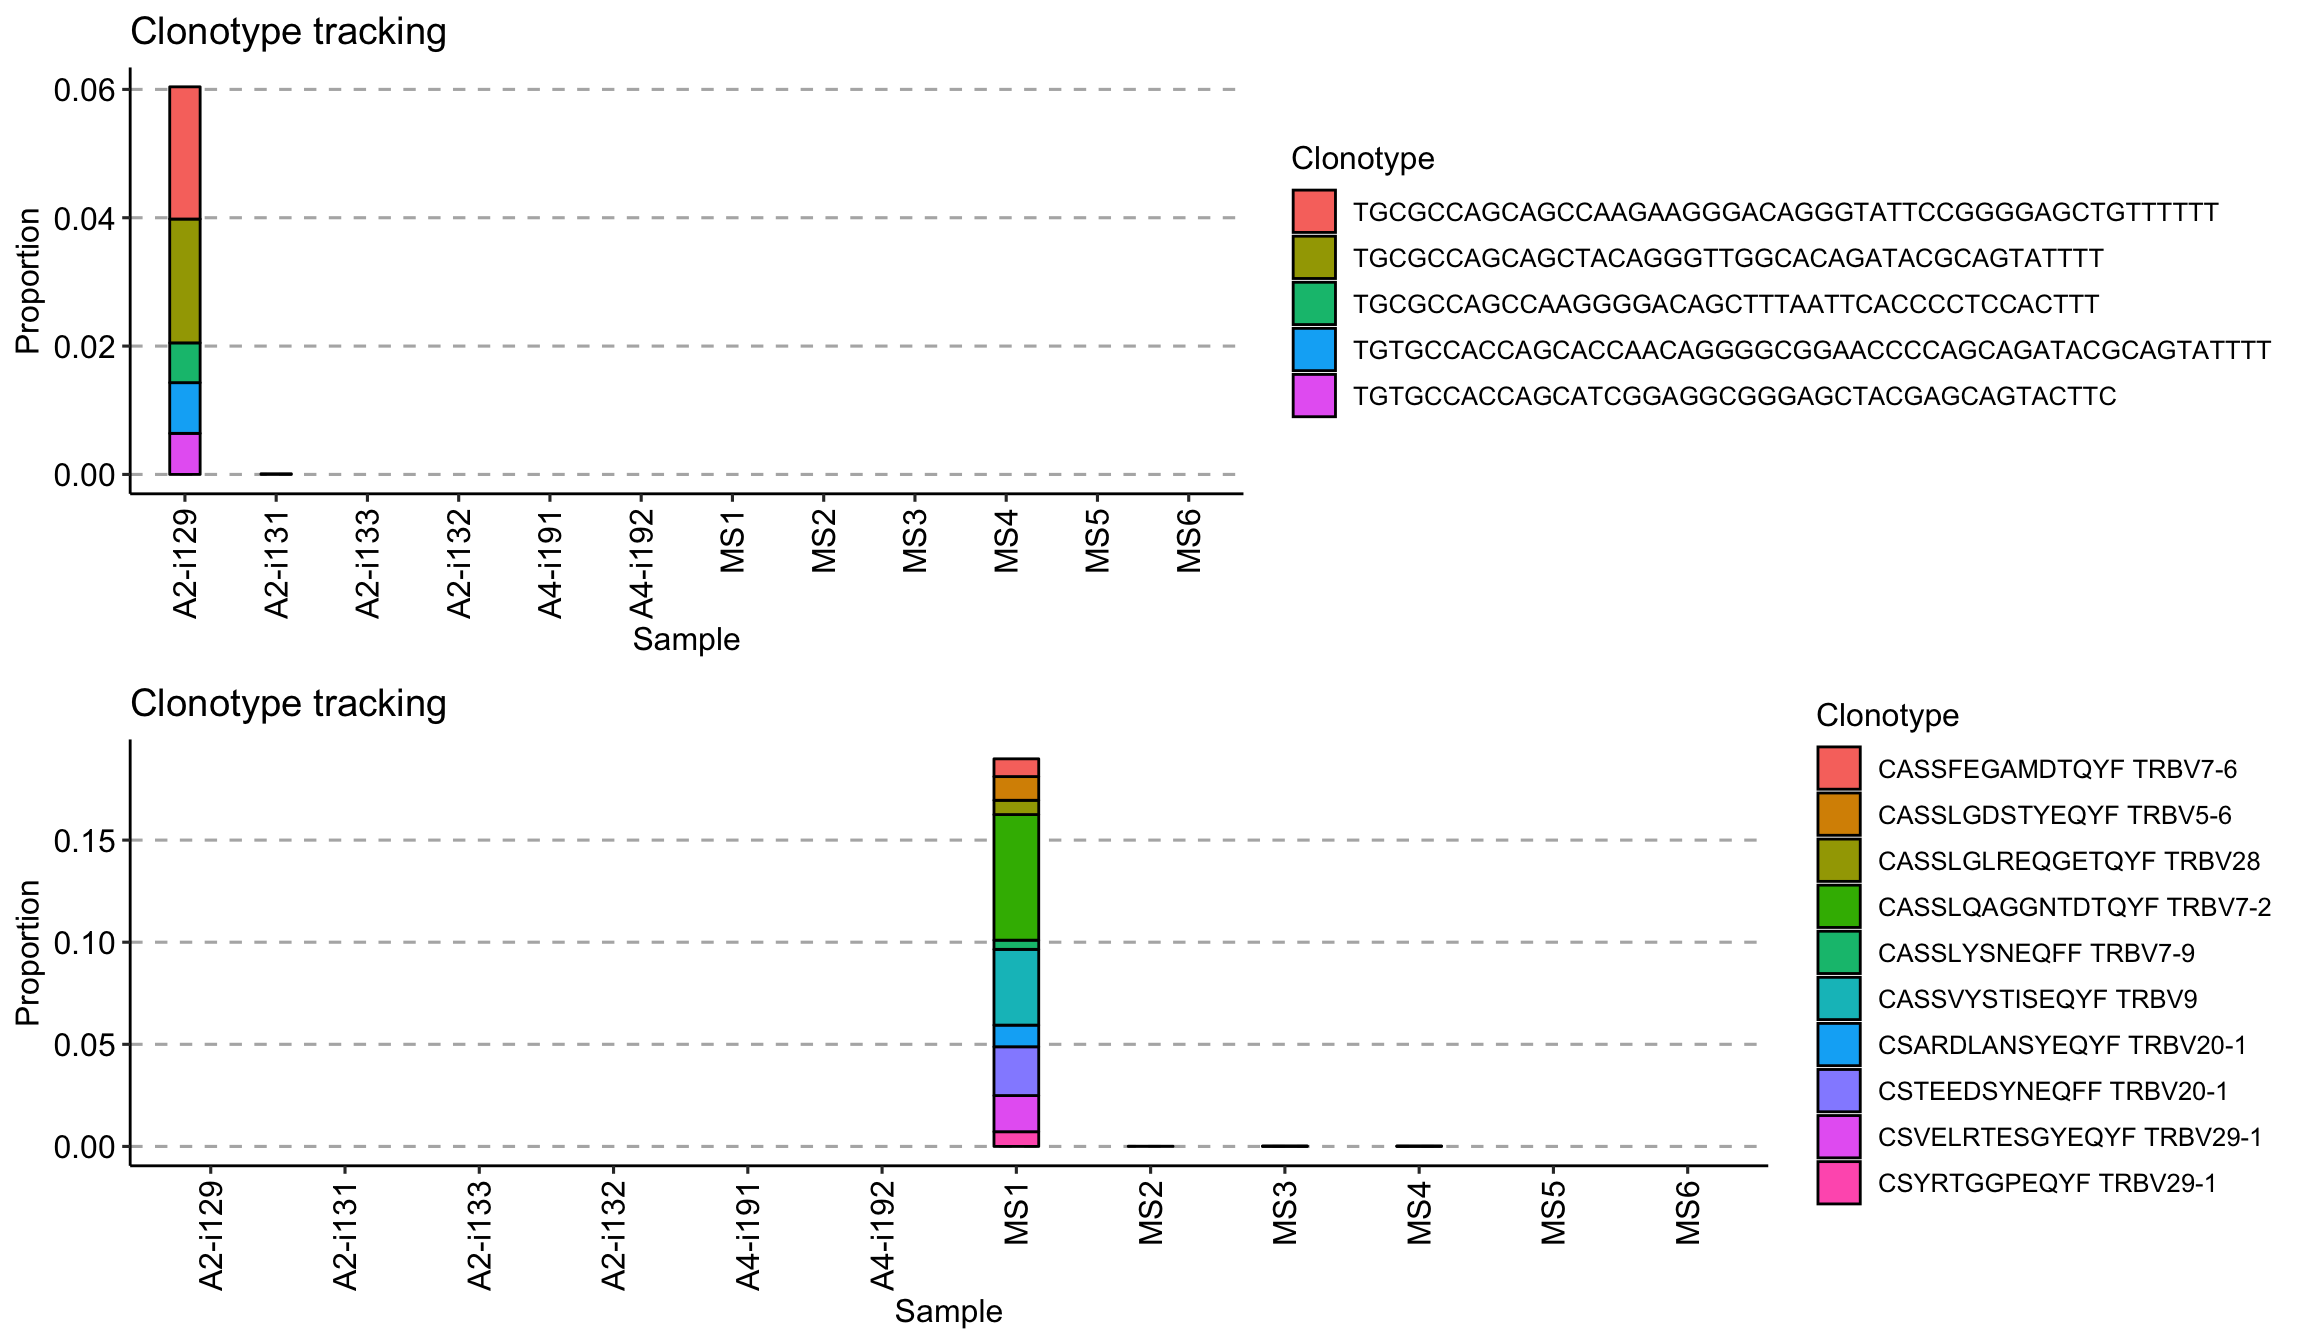 Clonotype tracking
0.06
0.04
0.02
0.00
Proportion
A2-i129
A2-i131
A2-i133
A2-i132
A4-i191
A4-i192
MS1
MS2
MS3
MS4
MS5
MS6
Sample
Clonotype
TGCGCCAGCAGCCAAGAAGGGACAGGGTATTCCGGGGAGCTGTTTTTT
TGCGCCAGCAGCTACAGGGTTGGCACAGATACGCAGTATTTT
TGCGCCAGCCAAGGGGACAGCTTTAATTCACCCCTCCACTTT
TGTGCCACCAGCACCAACAGGGGCGGAACCCCAGCAGATACGCAGTATTTT
TGTGCCACCAGCATCGGAGGCGGGAGCTACGAGCAGTACTTC
Clonotype tracking
0.15
0.10
0.05
0.00
Proportion
A2-i129
A2-i131
A2-i133
A2-i132
A4-i191
A4-i192
MS1
MS2
MS3
MS4
MS5
MS6
Sample
Clonotype
CASSFEGAMDTQYF TRBV7-6
CASSLGDSTYEQYF TRBV5-6
CASSLGLREQGETQYF TRBV28
CASSLQAGGNTDTQYF TRBV7-2
CASSLYSNEQFF TRBV7-9
CASSVYSTISEQYF TRBV9
CSARDLANSYEQYF TRBV20-1
CSTEEDSYNEQFF TRBV20-1
CSVELRTESGYEQYF TRBV29-1
CSYRTGGPEQYF TRBV29-1